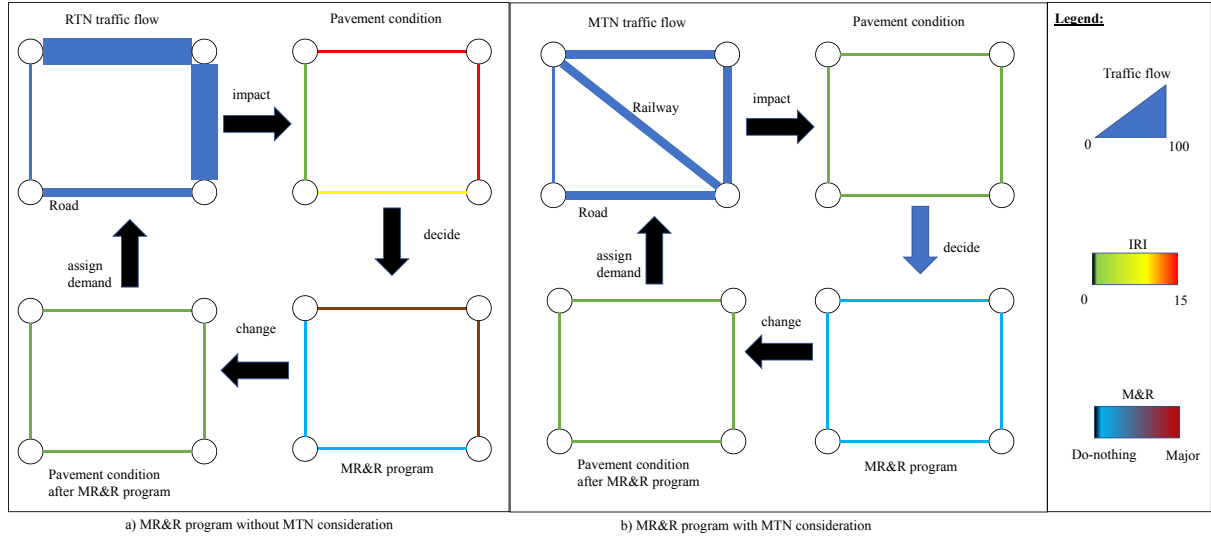 RTN traffic flow
Pavement condition
impact
Road
decide
assign
demand
change
Pavement condition
after MR&R program
MR&R program
a) MR&R program without MTN consideration
MTN traffic flow
Pavement condition
Railway
impact
Road
decide
assign
demand
change
Pavement condition
after MR&R program
MR&R program
b) MR&R program with MTN consideration
Legend:
Traffic flow
0 100
IRI
0 15
M&R
Do-nothing Major